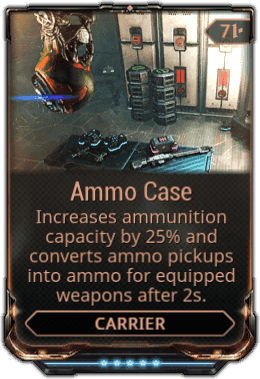 7
Ammo Case
Increases ammunition
capacity by 25% and
converts ammo pickups
into ammo for equipped
weapons after 2s.
CARRIER